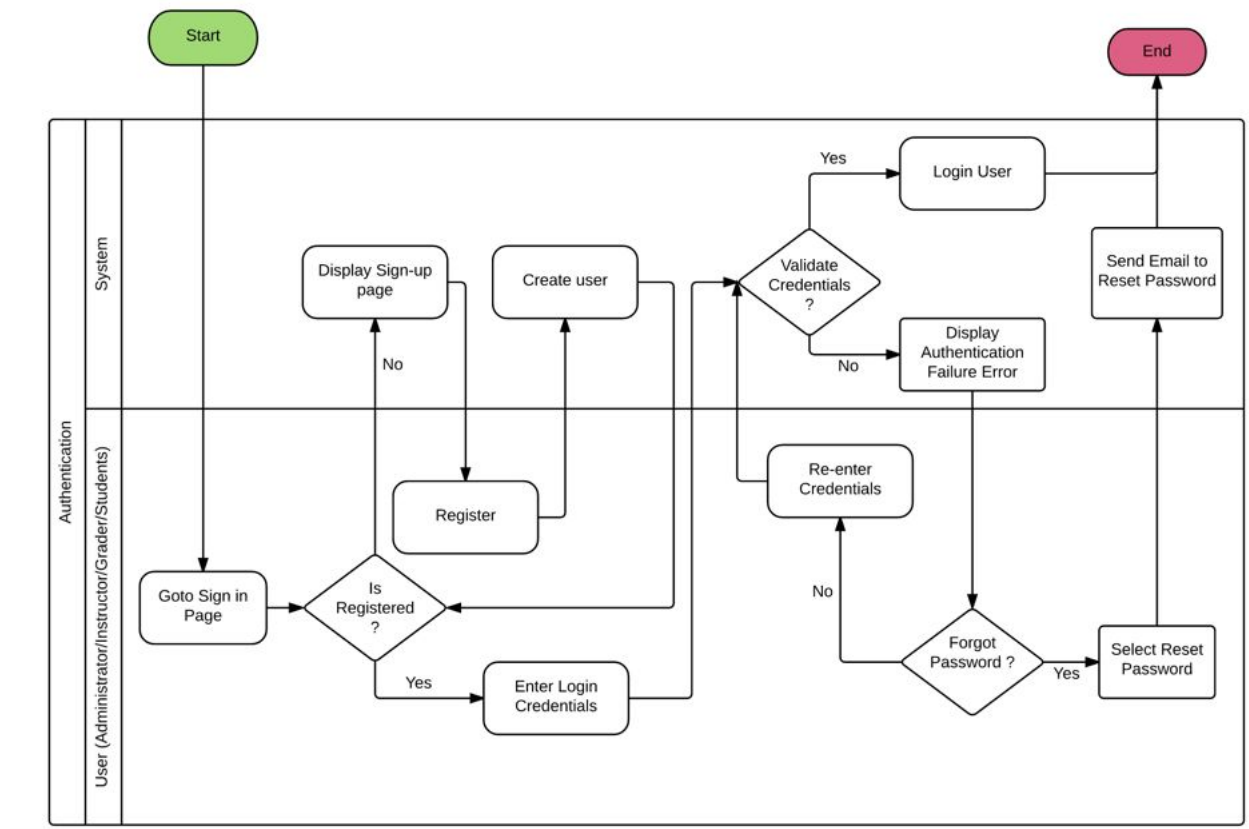 Start
End
Authentication
System
User (Administrator/Instructor/Grader/Students)
Yes
Login User
Display Sign-up
page
Create user
Validate
Credentials
?
Send Email to
Reset Password
No
No
Display
Authentication
Failure Error
Re-enter
Credentials
Register
Goto Sign in
Page
Is
Registered
?
No
Forgot
Password ?
Yes
Select Reset
Password
Yes
Enter Login
Credentials